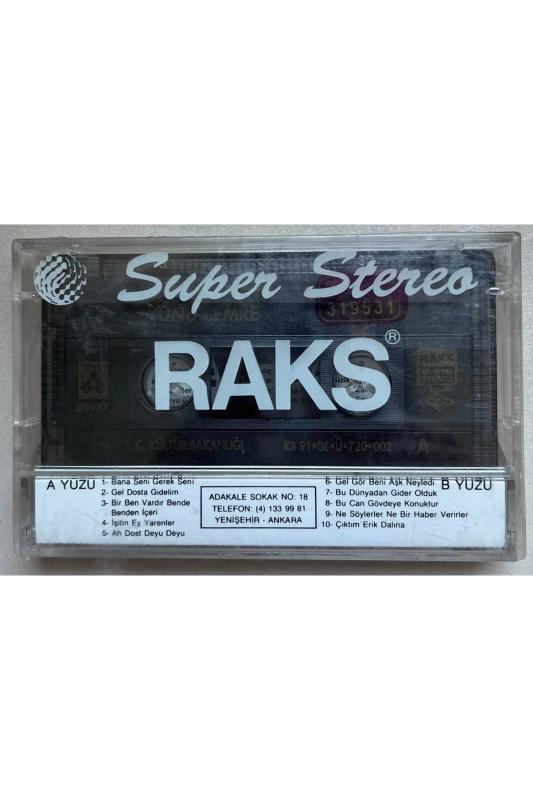 Super Stereo
YUNUS EMRE
319531
RAKS®
RAKS
STEREO
05937
T.C. KÜLTÜR BAKANLIĞI
KB 91•06•Ü•720•002
A
A YÜZÜ
1- Bana Seni Gerek Seni
2- Gel Dosta Gidelim
3- Bir Ben Vardır Bende
Benden İçeri
4- İşitin Ey Yarenler
5- Ah Dost Deyu Deyu
ADAKALE SOKAK NO: 18
TELEFON: (4) 133 99 81
YENİŞEHİR - ANKARA
6- Gel Gör Beni Aşk Neyledi
B YÜZÜ
7- Bu Dünyadan Gider Olduk
8- Bu Can Gövdeye Konuktur
9- Ne Söylerler Ne Bir Haber Verirler
10- Çıktım Erik Dalına